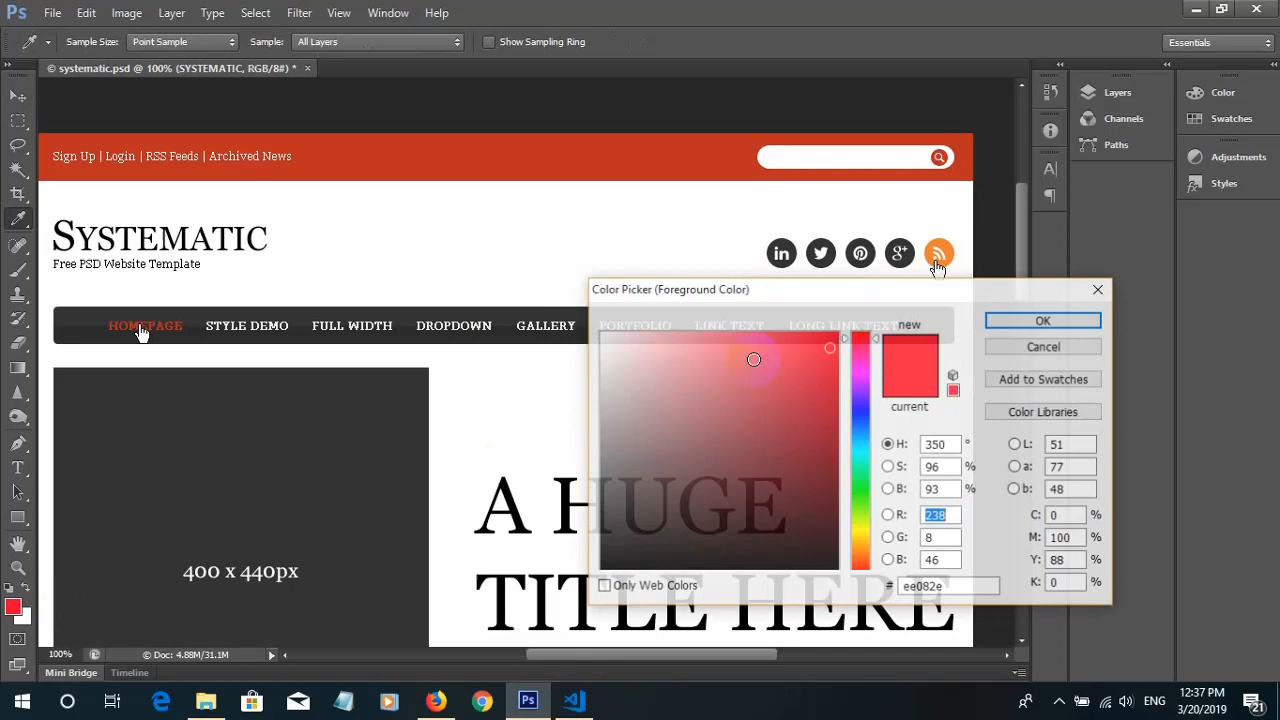 Ps File Edit Image Layer Type Select Filter View Window Help
Sample Size: Point Sample Sample: All Layers Show Sampling Ring Essentials
© systematic.psd @ 100% (SYSTEMATIC, RGB/8#) * ×
Layers
Channels
Paths
Color
Swatches
Adjustments
Styles
Sign Up | Login | RSS Feeds | Archived News
SYSTEMATIC
Free PSD Website Template
HOMEPAGE STYLE DEMO FULL WIDTH DROPDOWN GALLERY PORTFOLIO LINK TEXT LONG LINK TEXT
400 x 440px
A HUGE
TITLE HERE
Color Picker (Foreground Color)
new
current
OK
Cancel
Add to Swatches
Color Libraries
H: 350 °
S: 96 %
B: 93 %
R: 238
G: 8
B: 46
# ee082e
L: 51
a: 77
b: 48
C: 0 %
M: 100 %
Y: 88 %
K: 0 %
Only Web Colors
100% Doc: 4.88M/31.1M
Mini Bridge Timeline
ENG 12:37 PM
3/20/2019
21